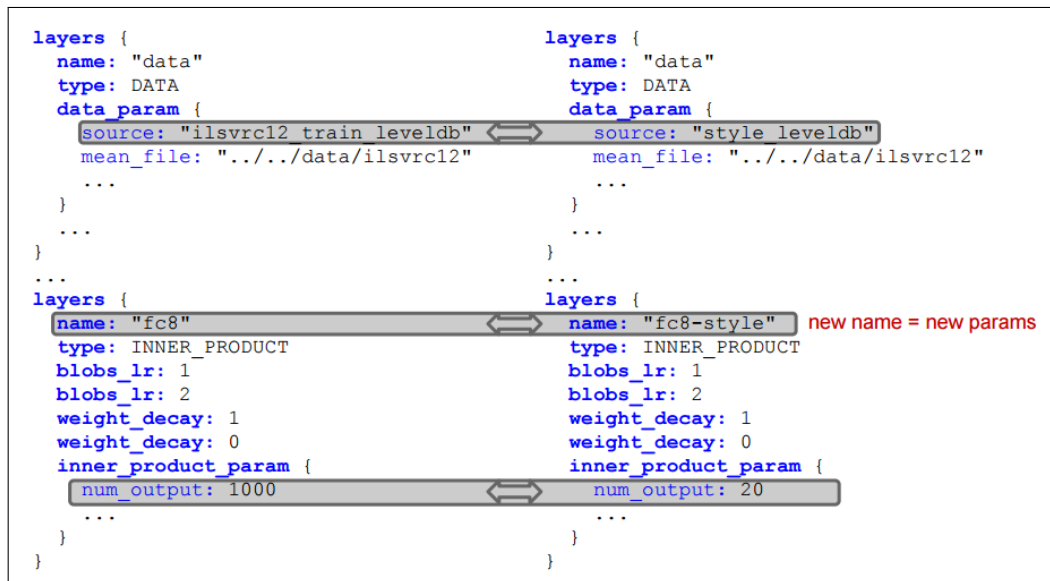 layers {
  name: "data"
  type: DATA
  data_param {
    source: "ilsvrc12_train_leveldb"
    mean_file: "../../data/ilsvrc12"
    ...
  }
  ...
}
...
layers {
  name: "fc8"
  type: INNER_PRODUCT
  blobs_lr: 1
  blobs_lr: 2
  weight_decay: 1
  weight_decay: 0
  inner_product_param {
    num_output: 1000
    ...
  }
}
layers {
  name: "data"
  type: DATA
  data_param {
    source: "style_leveldb"
    mean_file: "../../data/ilsvrc12"
    ...
  }
  ...
}
...
layers {
  name: "fc8-style" new name = new params
  type: INNER_PRODUCT
  blobs_lr: 1
  blobs_lr: 2
  weight_decay: 1
  weight_decay: 0
  inner_product_param {
    num_output: 20
    ...
  }
}